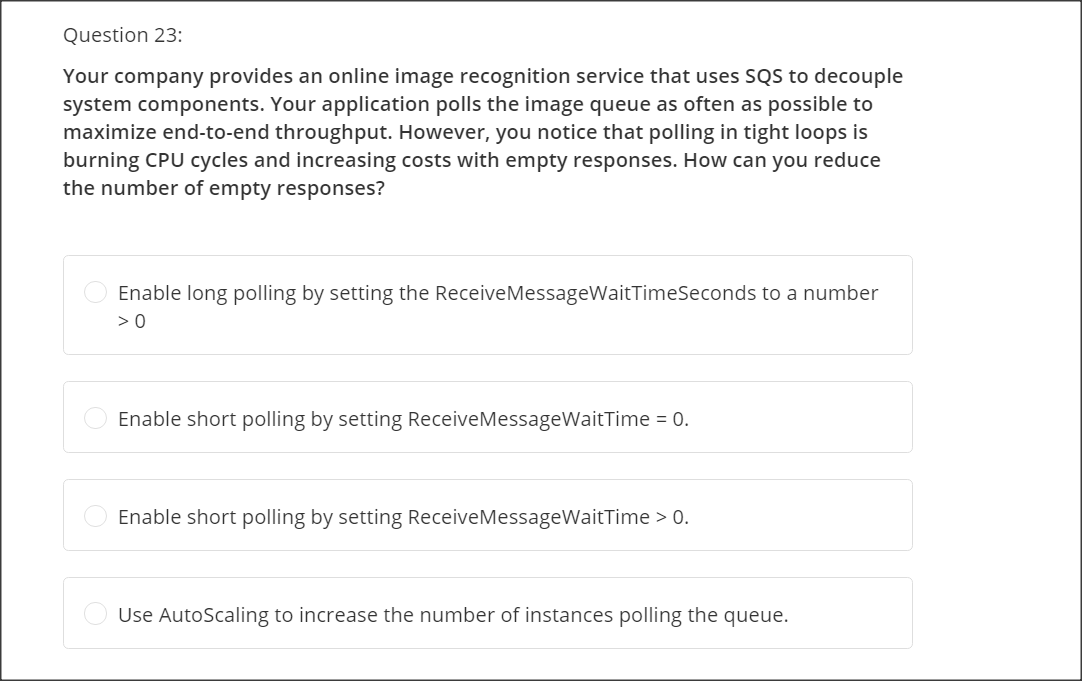 Question 23:
Your company provides an online image recognition service that uses SQS to decouple
system components. Your application polls the image queue as often as possible to
maximize end-to-end throughput. However, you notice that polling in tight loops is
burning CPU cycles and increasing costs with empty responses. How can you reduce
the number of empty responses?
Enable long polling by setting the ReceiveMessageWaitTimeSeconds to a number
> 0
Enable short polling by setting ReceiveMessageWaitTime = 0.
Enable short polling by setting ReceiveMessageWaitTime > 0.
Use AutoScaling to increase the number of instances polling the queue.